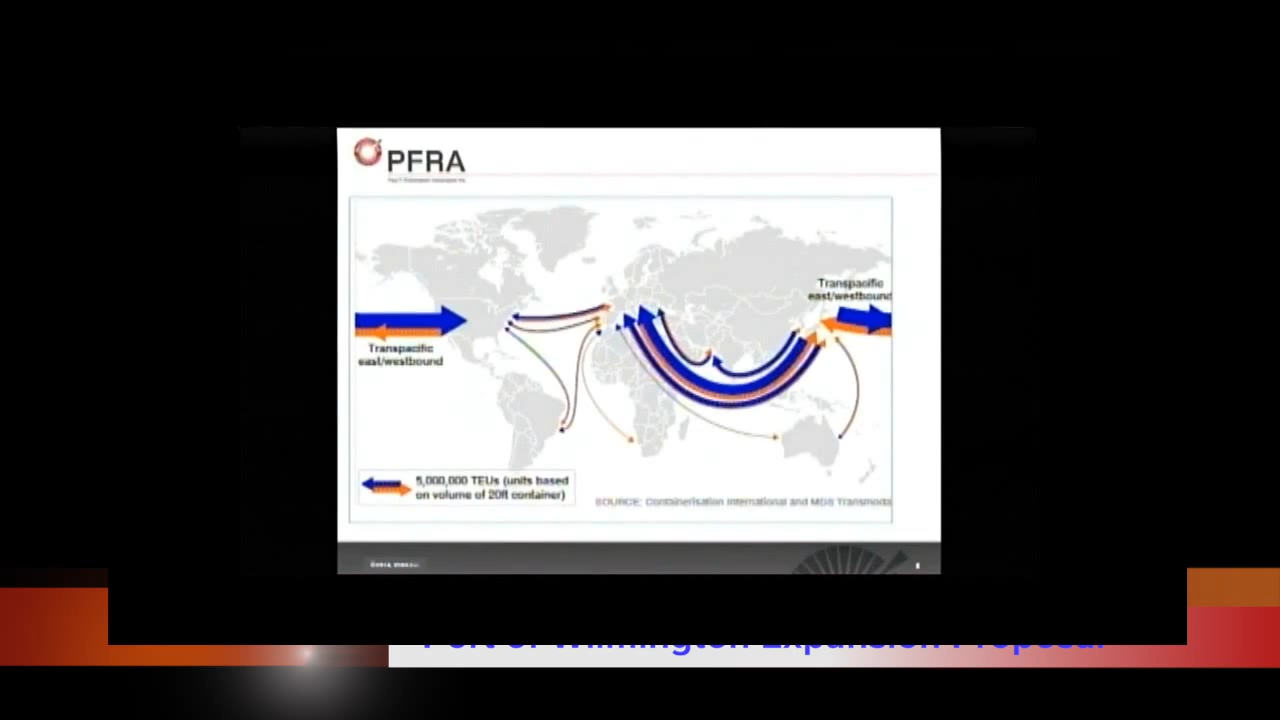 PFRA
Transpacific
east/westbound
Transpacific
east/westbound
5,000,000 TEUs (units based
on volume of 20ft container)
SOURCE: Containerisation International and MDS Transmoda
Port of Wilmington Expansion Proposal